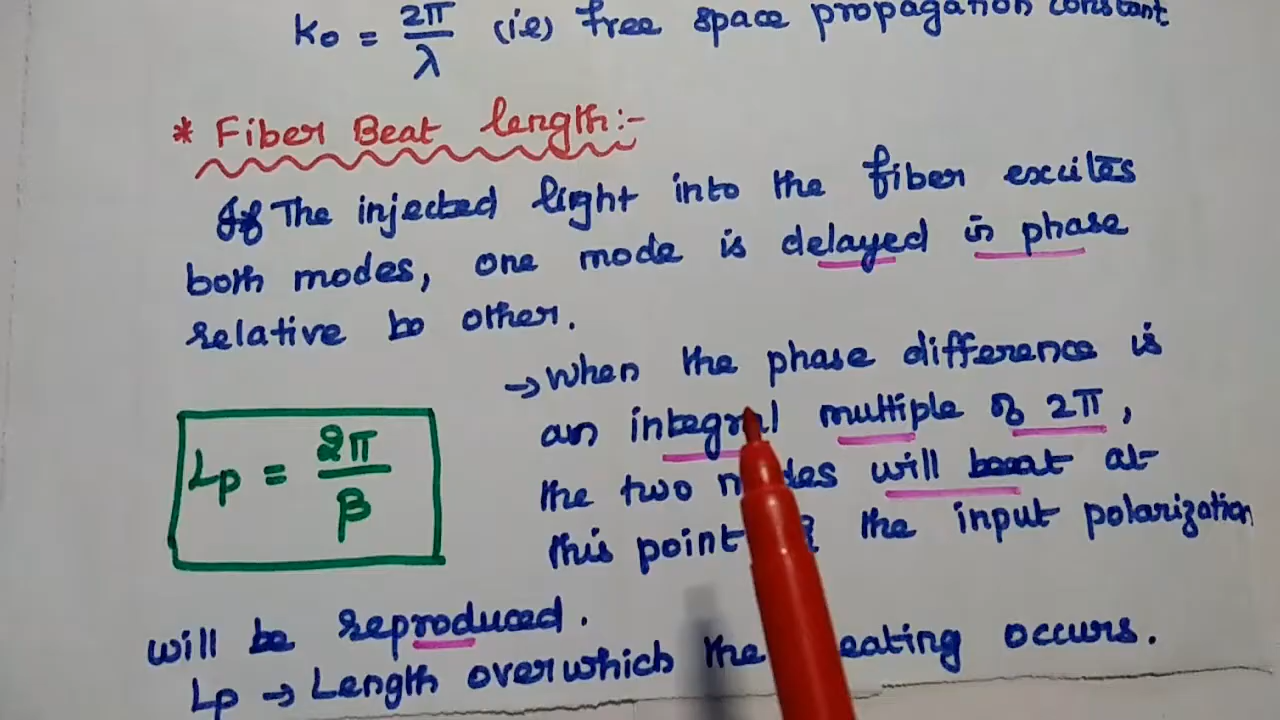 K₀ = 2π/λ (ie) free space propagation constant
* Fiber Beat length:-
If The injected light into the fiber excites
both modes, one mode is delayed in phase
relative to other.
→ When the phase difference is
an integral multiple of 2π,
the two modes will beat at
this point & the input polarization
Lp = 2π/β
will be reproduced.
Lp → Length over which the beating occurs.